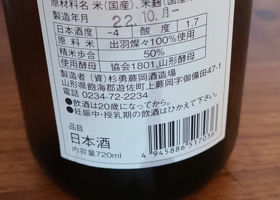 原材料名 米(国産)、米麹(国産
製造年月 22.10月
日本酒度 -4 酸度 1.7
原料米 出羽燦々100%使用
精米歩合 50%
使用酵母 協会1801,山形酵母
製造者 (資)杉勇蕨岡酒造場
山形県飽海郡遊佐町上蕨岡字御備田47-1
電話 0234-72-2234
●飲酒は20歳になってから。
●妊娠中・授乳期の飲酒はひかえて下さい。
品目
日本酒
内容量720ml
4 945886 517036